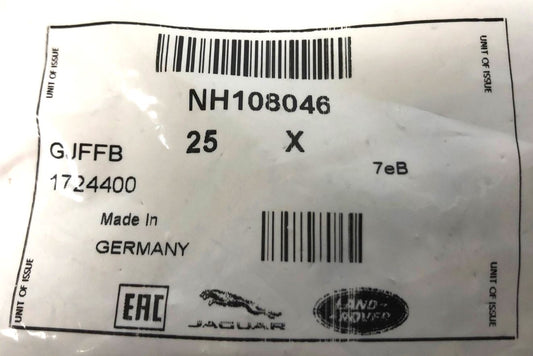 UNIT OF ISSUE
UNIT OF ISSUE
NH108046
GJFFB 25 X
7eB
1724400
Made In
GERMANY
UNIT OF ISSUE
UNIT OF ISSUE
EAC
JAGUAR
LAND-
ROVER